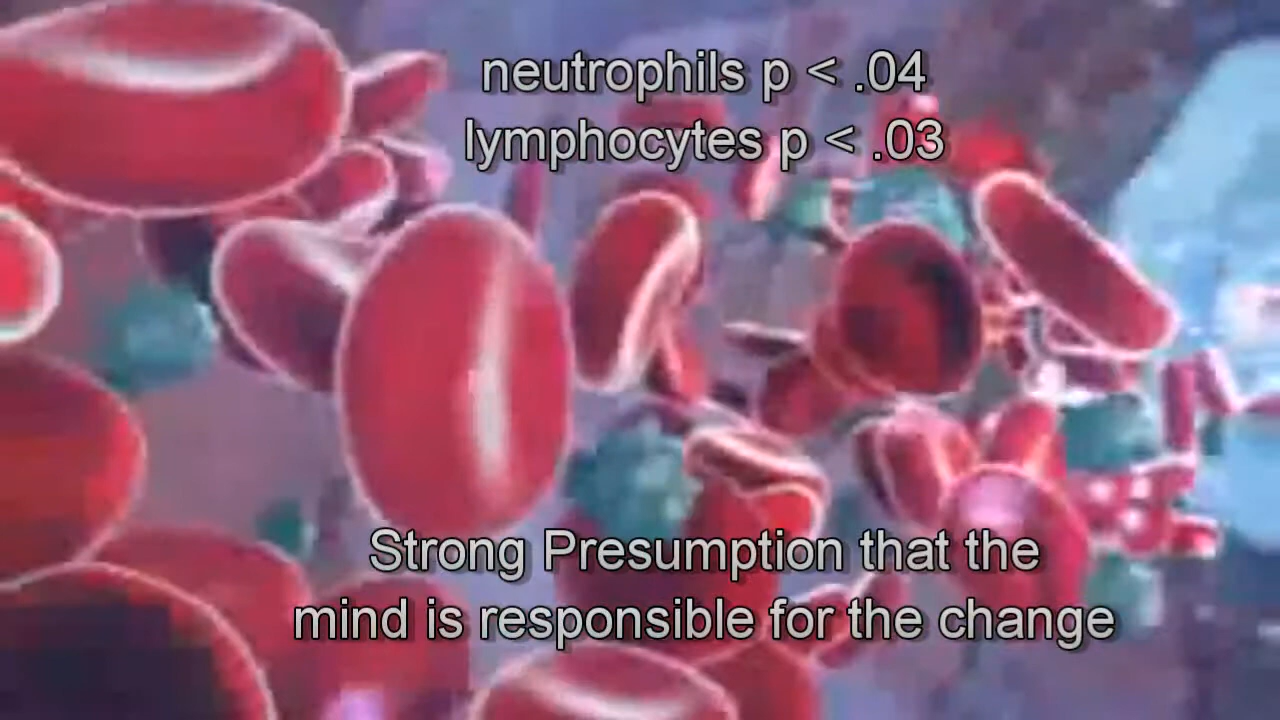 neutrophils p < .04
lymphocytes p < .03
Strong Presumption that the
mind is responsible for the change